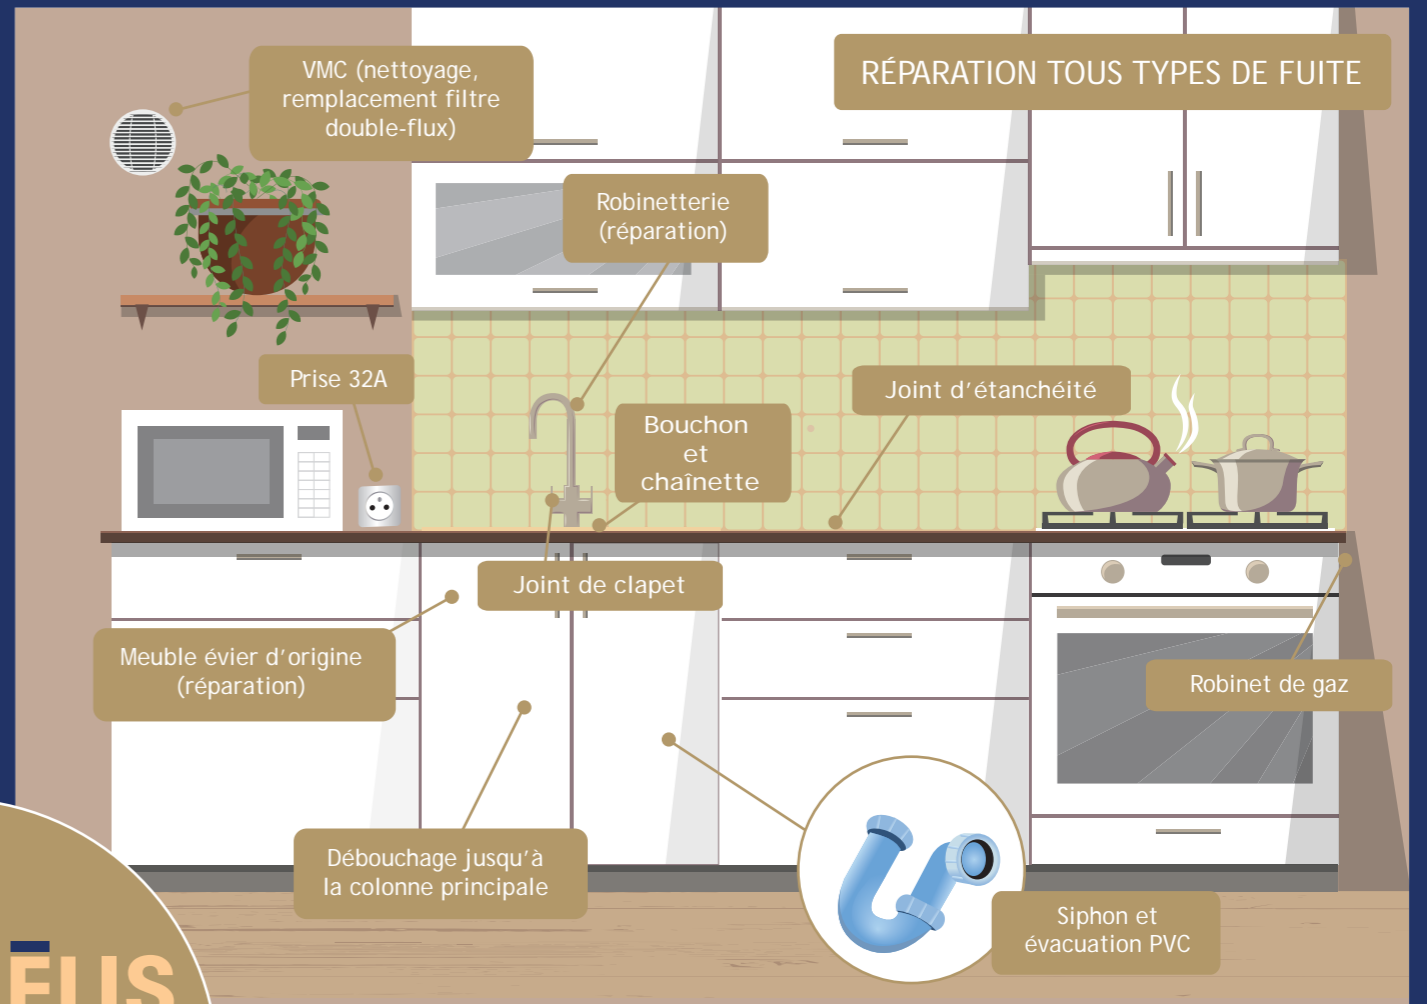 VMC (nettoyage,
remplacement filtre
double-flux)
RÉPARATION TOUS TYPES DE FUITE
Robinetterie
(réparation)
Prise 32A
Joint d’étanchéité
Bouchon
et
chaînette
Joint de clapet
Meuble évier d’origine
(réparation)
Robinet de gaz
Débouchage jusqu’à
la colonne principale
Siphon et
évacuation PVC